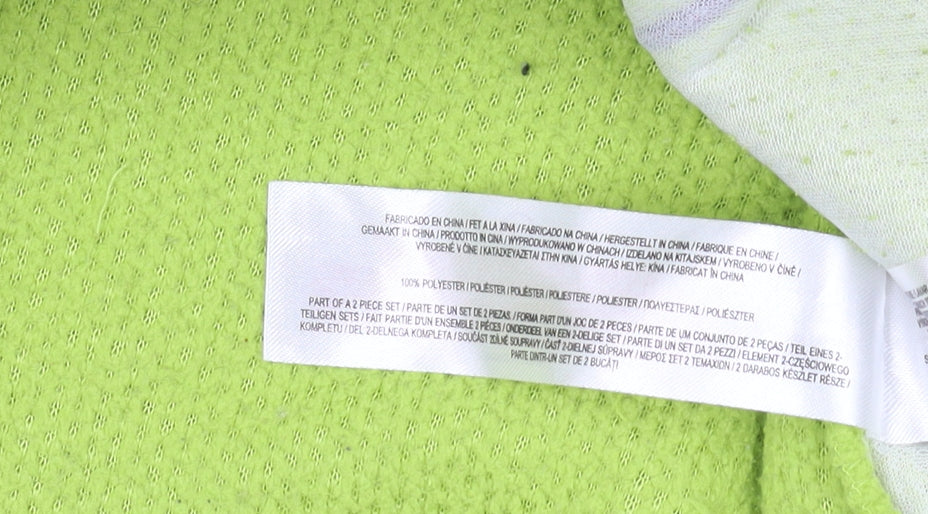 FABRICADO EN CHINA / FET A LA XINA / FABRICADO NA CHINA / HERGESTELLT IN CHINA / FABRIQUE EN CHINE /
GEMAAKT IN CHINA / PRODOTTO IN CINA / WYPRODUKOWANO W CHINACH / IZDELANO NA KITAJSKEM / VYROBENO V ČÍNĚ /
VYROBENÉ V ČÍNE / ΚΑΤΑΣΚΕΥΑΖΕΤΑΙ ΣΤΗΝ ΚΙΝΑ / GYÁRTÁS HELYE: KÍNA / FABRICAT ÎN CHINA
100% POLYESTER / POLIÉSTER / POLIÈSTER / POLIESTERE / POLIESTER / ΠΟΛΥΕΣΤΕΡΑΣ / POLIÉSZTER
PART OF A 2 PIECE SET / PARTE DE UN SET DE 2 PIEZAS. / FORMA PART D'UN JOC DE 2 PECES / PARTE DE UM CONJUNTO DE 2 PEÇAS / TEIL EINES 2-
TEILIGEN SETS / FAIT PARTIE D'UN ENSEMBLE 2 PIÈCES / ONDERDEEL VAN EEN 2-DELIGE SET / PARTE DI UN SET DA 2 PEZZI / ELEMENT 2-CZĘŚCIOWEGO
KOMPLETU / DEL 2-DELNEGA KOMPLETA / SOUČÁST 2DÍLNÉ SOUPRAVY / ČASŤ 2-DIELNEJ SÚPRAVY / ΜΕΡΟΣ ΣΕΤ 2 ΤΕΜΑΧΙΩΝ / 2 DARABOS KÉSZLET RÉSZE /
PARTE DINTR-UN SET DE 2 BUCĂȚI